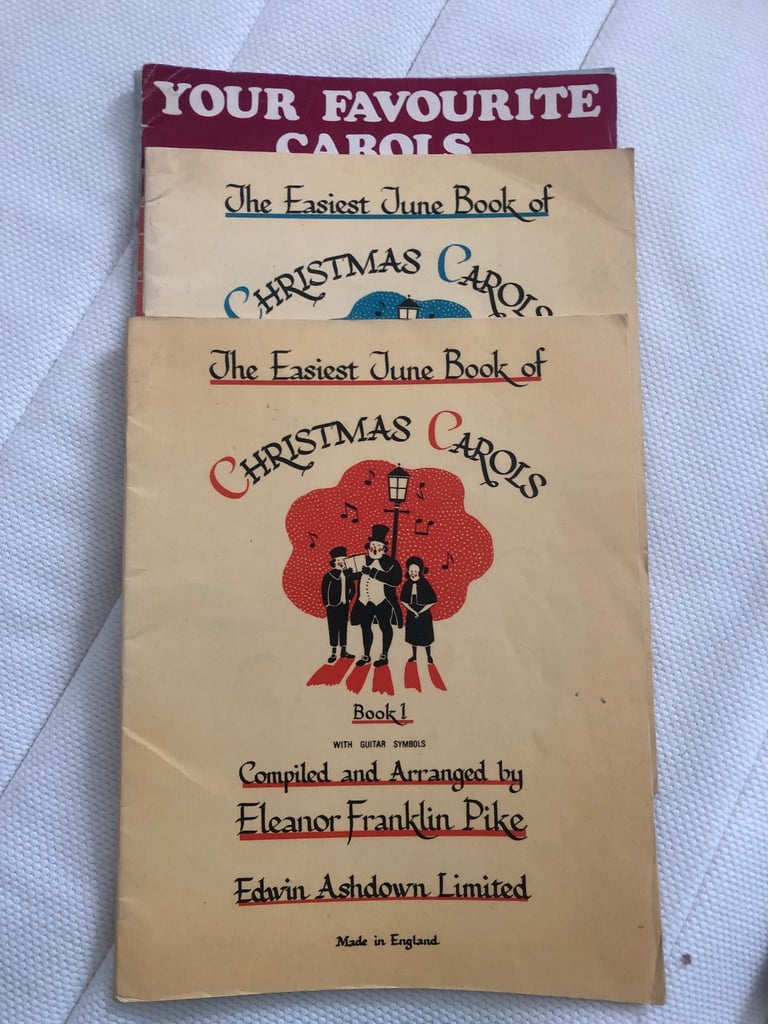 YOUR FAVOURITE
CAROLS
The Easiest Tune Book of
CHRISTMAS CAROLS
The Easiest Tune Book of
CHRISTMAS CAROLS
Book 1
WITH GUITAR SYMBOLS
Compiled and Arranged by
Eleanor Franklin Pike
Edwin Ashdown Limited
Made in England